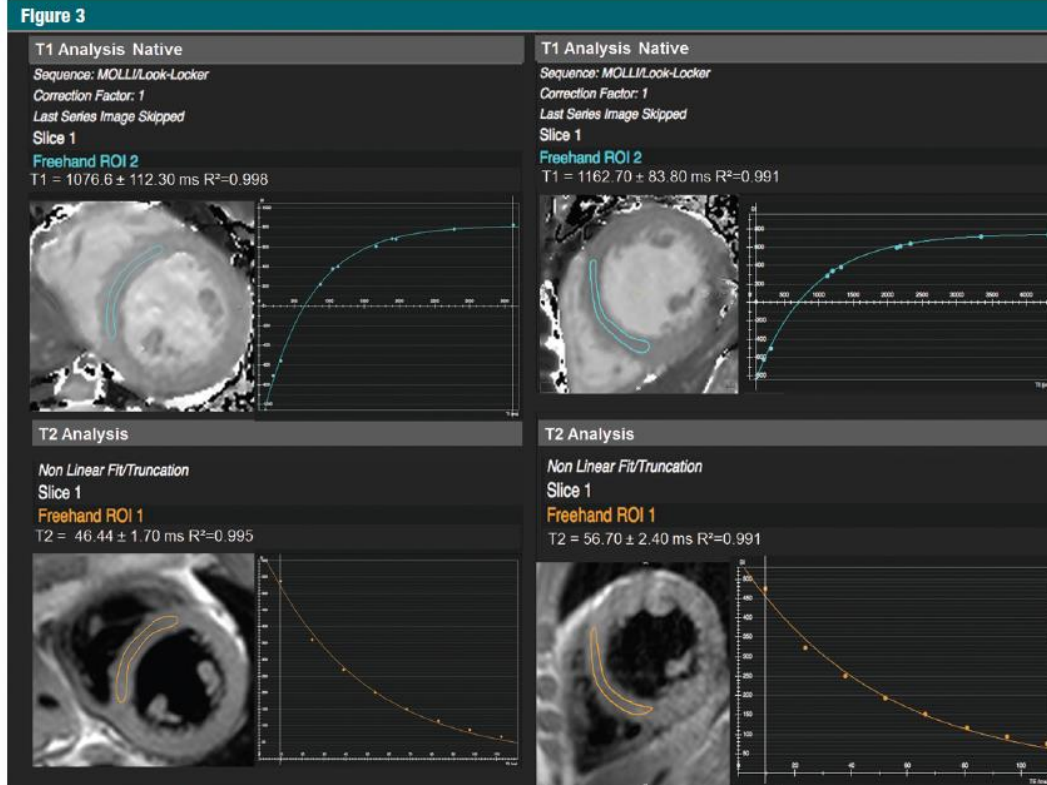 Figure 3
T1 Analysis Native
Sequence: MOLLI/Look-Locker
Correction Factor: 1
Last Series Image Skipped
Slice 1
Freehand ROI 2
T1 = 1076.6 ± 112.30 ms R²=0.998
T1 Analysis Native
Sequence: MOLLI/Look-Locker
Correction Factor: 1
Last Series Image Skipped
Slice 1
Freehand ROI 2
T1 = 1162.70 ± 83.80 ms R²=0.991
T2 Analysis
Non Linear Fit/Truncation
Slice 1
Freehand ROI 1
T2 = 46.44 ± 1.70 ms R²=0.995
T2 Analysis
Non Linear Fit/Truncation
Slice 1
Freehand ROI 1
T2 = 56.70 ± 2.40 ms R²=0.991